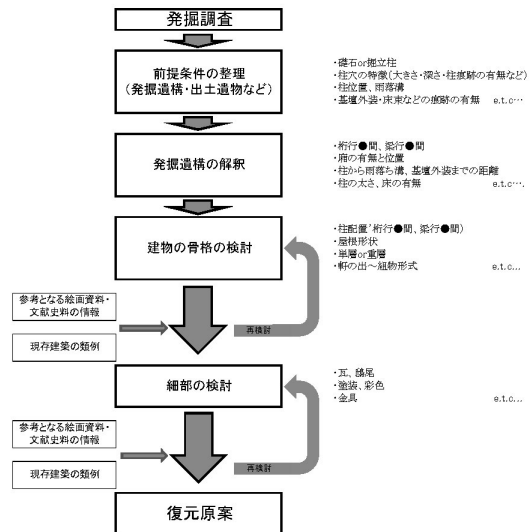 発掘調査
前提条件の整理
(発掘遺構・出土遺物など)
・礎石or掘立柱
・柱穴の特徴(大きさ・深さ・柱痕跡の有無など)
・柱位置、雨落溝
・基壇外装・床束などの痕跡の有無 e.t.c…
発掘遺構の解釈
・桁行●間、梁行●間
・廂の有無と位置
・柱から雨落ち溝、基壇外装までの距離
・柱の太さ、床の有無 e.t.c….
建物の骨格の検討
・柱配置'桁行●間、梁行●間)
・屋根形状
・単層or重層
・軒の出～組物形式 e.t.c...
参考となる絵画資料・
文献史料の情報
現存建築の類例
再検討
細部の検討
・瓦、鴟尾
・塗装、彩色
・金具 e.t.c...
参考となる絵画資料・
文献史料の情報
現存建築の類例
再検討
復元原案